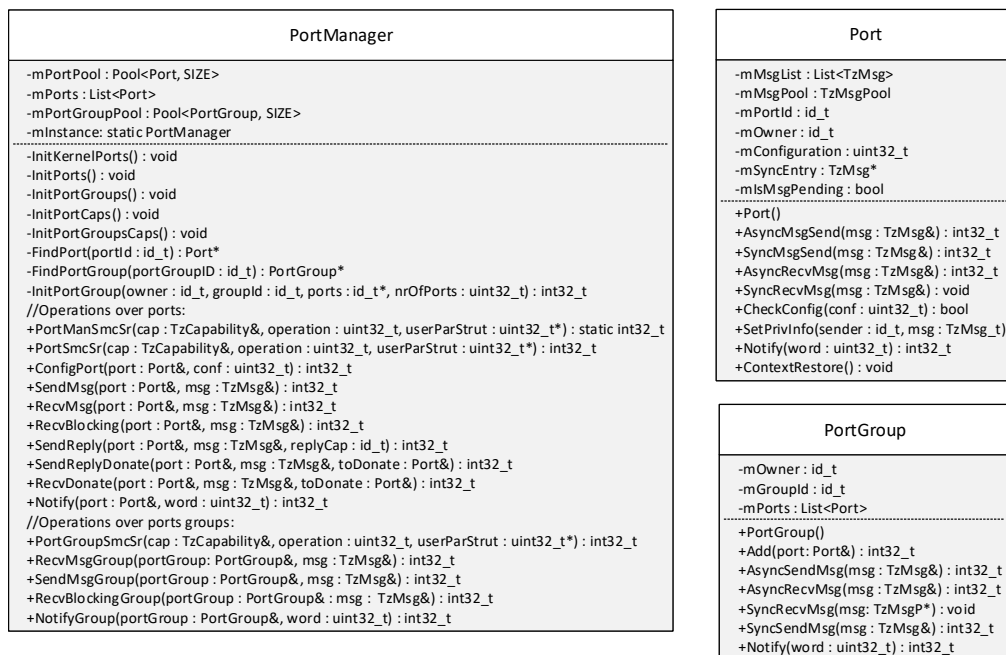 PortManager
-mPortPool : Pool<Port, SIZE>
-mPorts : List<Port>
-mPortGroupPool : Pool<PortGroup, SIZE>
-mInstance: static PortManager
-InitKernelPorts() : void
-InitPorts() : void
-InitPortGroups() : void
-InitPortCaps() : void
-InitPortGroupsCaps() : void
-FindPort(portId : id_t) : Port*
-FindPortGroup(portGroupID : id_t) : PortGroup*
-InitPortGroup(owner : id_t, groupId : id_t, ports : id_t*, nrOfPorts : uint32_t) : int32_t
//Operations over ports:
+PortManSmcSr(cap : TzCapability&, operation : uint32_t, userParStrut : uint32_t*) : static int32_t
+PortSmcSr(cap : TzCapability&, operation : uint32_t, userParStrut : uint32_t*) : int32_t
+ConfigPort(port : Port&, conf : uint32_t) : int32_t
+SendMsg(port : Port&, msg : TzMsg&) : int32_t
+RecvMsg(port : Port&, msg : TzMsg&) : int32_t
+RecvBlocking(port : Port&, msg : TzMsg&) : int32_t
+SendReply(port : Port&, msg : TzMsg&, replyCap : id_t) : int32_t
+SendReplyDonate(port : Port&, msg : TzMsg&, toDonate : Port&) : int32_t
+RecvDonate(port : Port&, msg : TzMsg&, toDonate : Port&) : int32_t
+Notify(port : Port&, word : uint32_t) : int32_t
//Operations over ports groups:
+PortGroupSmcSr(cap : TzCapability&, operation : uint32_t, userParStrut : uint32_t*) : int32_t
+RecvMsgGroup(portGroup: PortGroup&, msg : TzMsg&) : int32_t
+SendMsgGroup(portGroup : PortGroup&, msg : TzMsg&) : int32_t
+RecvBlockingGroup(portGroup : PortGroup& : msg : TzMsg&) : int32_t
+NotifyGroup(portGroup : PortGroup&, word : uint32_t) : int32_t
Port
-mMsgList : List<TzMsg>
-mMsgPool : TzMsgPool
-mPortId : id_t
-mOwner : id_t
-mConfiguration : uint32_t
-mSyncEntry : TzMsg*
-mIsMsgPending : bool
+Port()
+AsyncMsgSend(msg : TzMsg&) : int32_t
+SyncMsgSend(msg : TzMsg&) : int32_t
+AsyncRecvMsg(msg : TzMsg&) : int32_t
+SyncRecvMsg(msg : TzMsg&) : void
+CheckConfig(conf : uint32_t) : bool
+SetPrivInfo(sender : id_t, msg : TzMsg_t)
+Notify(word : uint32_t) : int32_t
+ContextRestore() : void
PortGroup
-mOwner : id_t
-mGroupId : id_t
-mPorts : List<Port>
+PortGroup()
+Add(port: Port&) : int32_t
+AsyncSendMsg(msg : TzMsg&) : int32_t
+AsyncRecvMsg(msg : TzMsg&) : int32_t
+SyncRecvMsg(msg: TzMsgP*) : void
+SyncSendMsg(msg : TzMsg&) : int32_t
+Notify(word : uint32_t) : int32_t